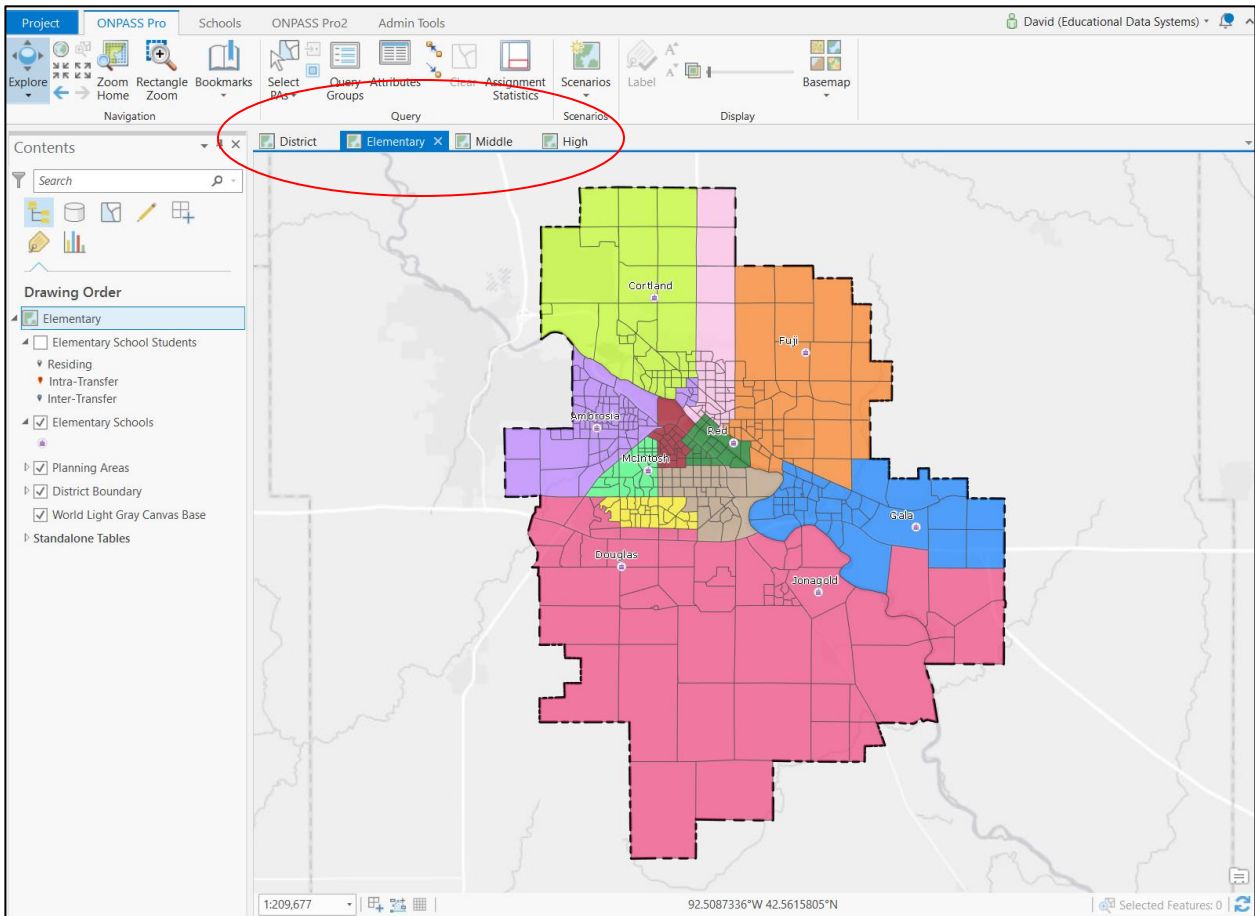 Project
ONPASS Pro
Schools
ONPASS Pro2
Admin Tools
David (Educational Data Systems)
Explore
Zoom Home
Rectangle Zoom
Bookmarks
Navigation
Select PAs
Query Groups
Attributes
Clear
Assignment Statistics
Query
Scenarios
Scenarios
Label
Basemap
Display
Contents
District
Elementary
Middle
High
Search
Drawing Order
Elementary
Elementary School Students
Residing
Intra-Transfer
Inter-Transfer
Elementary Schools
Planning Areas
District Boundary
World Light Gray Canvas Base
Standalone Tables
Cortland
Fuji
Ambrosia
Red
McIntosh
Gala
Douglas
Jonagold
1:209,677
92.5087336°W 42.5615805°N
Selected Features: 0